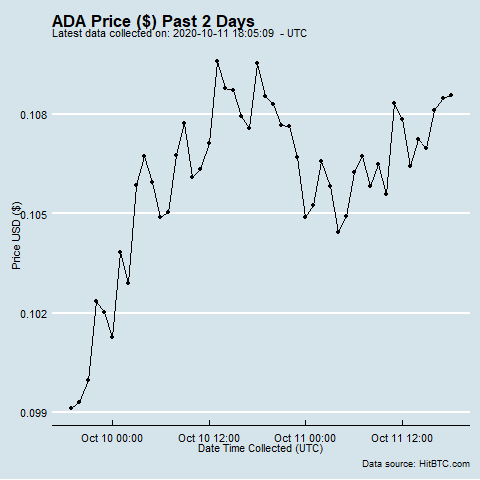 ADA Price ($) Past 2 Days
Latest data collected on: 2020-10-11 18:05:09  - UTC
0.108
0.105
0.102
0.099
Price USD ($)
Oct 10 00:00 Oct 10 12:00 Oct 11 00:00 Oct 11 12:00
Date Time Collected (UTC)
Data source: HitBTC.com